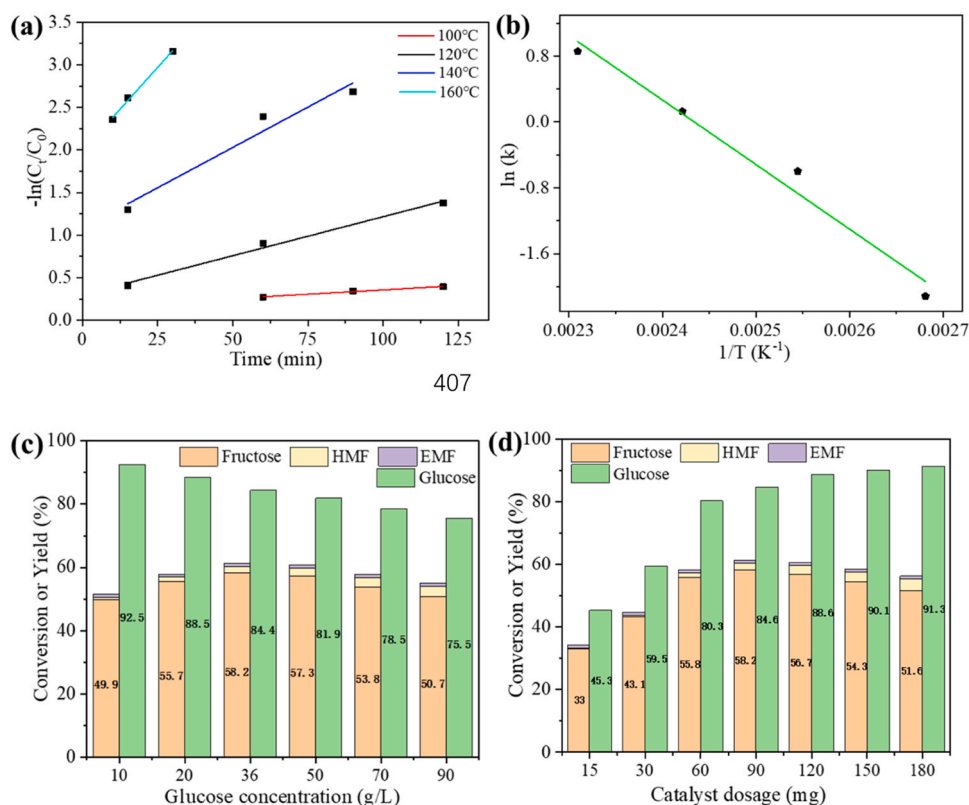 (a)
100°C
120°C
140°C
160°C
-ln(Ct/C0)
3.5
3.0
2.5
2.0
1.5
1.0
0.5
0.0
0 25 50 75 100 125
Time (min)
(b)
ln (k)
0.8
0.0
-0.8
-1.6
0.0023 0.0024 0.0025 0.0026 0.0027
1/T (K-1)
407
(c)
Fructose HMF EMF
Glucose
Conversion or Yield (%)
100
80
60
40
20
0
49.9 92.5 55.7 88.5 58.2 84.4 57.3 81.9 53.8 78.5 50.7 75.5
10 20 36 50 70 90
Glucose concentration (g/L)
(d)
Fructose HMF EMF
Glucose
Conversion or Yield (%)
100
80
60
40
20
0
33 45.3 43.1 59.5 55.8 80.3 58.2 84.6 56.7 88.6 54.3 90.1 51.6 91.3
15 30 60 90 120 150 180
Catalyst dosage (mg)